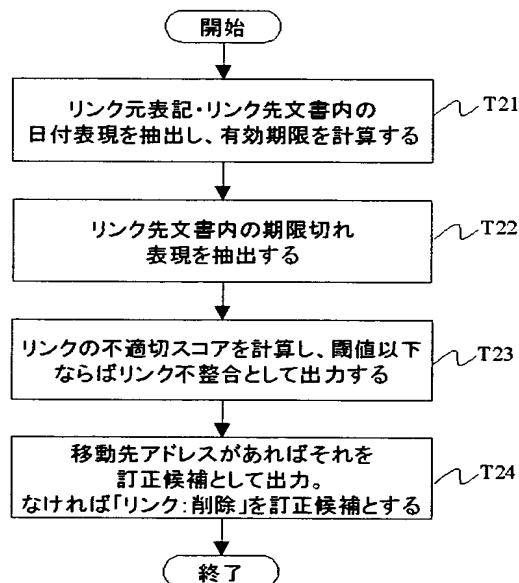 開始
リンク元表記・リンク先文書内の
日付表現を抽出し、有効期限を計算する
T21
リンク先文書内の期限切れ
表現を抽出する
T22
リンクの不適切スコアを計算し、閾値以下
ならばリンク不整合として出力する
T23
移動先アドレスがあればそれを
訂正候補として出力。
なければ「リンク:削除」を訂正候補とする
T24
終了